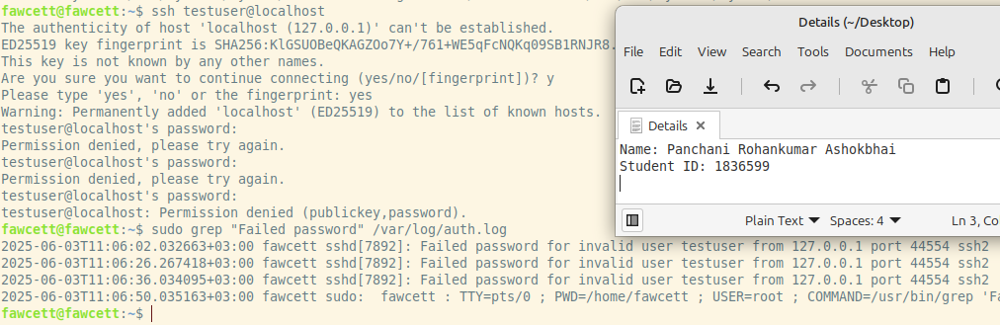 fawcett@fawcett:~$ ssh testuser@localhost
The authenticity of host 'localhost (127.0.0.1)' can't be established.
ED25519 key fingerprint is SHA256:KlGSUOBeQKAGZOo7Y+/761+WE5qFcNQKq09SB1RNJR8.
This key is not known by any other names.
Are you sure you want to continue connecting (yes/no/[fingerprint])? y
Please type 'yes', 'no' or the fingerprint: yes
Warning: Permanently added 'localhost' (ED25519) to the list of known hosts.
testuser@localhost's password:
Permission denied, please try again.
testuser@localhost's password:
Permission denied, please try again.
testuser@localhost's password:
testuser@localhost: Permission denied (publickey,password).
fawcett@fawcett:~$ sudo grep "Failed password" /var/log/auth.log
2025-06-03T11:06:02.032663+03:00 fawcett sshd[7892]: Failed password for invalid user testuser from 127.0.0.1 port 44554 ssh2
2025-06-03T11:06:26.267418+03:00 fawcett sshd[7892]: Failed password for invalid user testuser from 127.0.0.1 port 44554 ssh2
2025-06-03T11:06:36.034095+03:00 fawcett sshd[7892]: Failed password for invalid user testuser from 127.0.0.1 port 44554 ssh2
2025-06-03T11:06:50.035163+03:00 fawcett sudo:  fawcett : TTY=pts/0 ; PWD=/home/fawcett ; USER=root ; COMMAND=/usr/bin/grep 'Fa
fawcett@fawcett:~$
Details (~/Desktop)
File Edit View Search Tools Documents Help
Details
Name: Panchani Rohankumar Ashokbhai
Student ID: 1836599
Plain Text Spaces: 4 Ln 3, Co